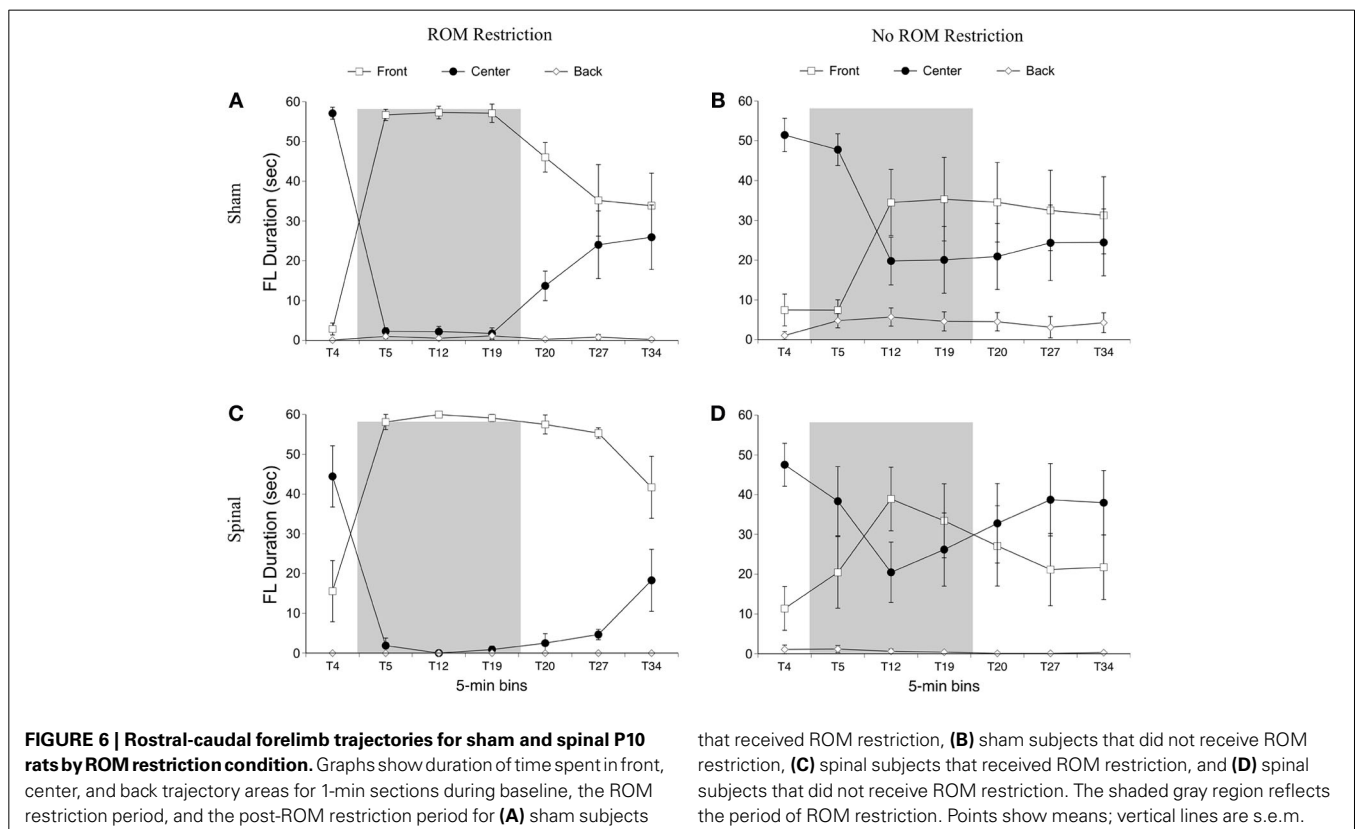 ROM Restriction
No ROM Restriction
Front Center Back
Front Center Back
A
60
50
40
30
20
10
0
Sham
FL Duration (sec)
T4 T5 T12 T19 T20 T27 T34
B
60
50
40
30
20
10
0
T4 T5 T12 T19 T20 T27 T34
C
60
50
40
30
20
10
0
Spinal
FL Duration (sec)
T4 T5 T12 T19 T20 T27 T34
5-min bins
D
60
50
40
30
20
10
0
T4 T5 T12 T19 T20 T27 T34
5-min bins
FIGURE 6 | Rostral-caudal forelimb trajectories for sham and spinal P10
rats by ROM restriction condition. Graphs show duration of time spent in front,
center, and back trajectory areas for 1-min sections during baseline, the ROM
restriction period, and the post-ROM restriction period for (A) sham subjects
that received ROM restriction, (B) sham subjects that did not receive ROM
restriction, (C) spinal subjects that received ROM restriction, and (D) spinal
subjects that did not receive ROM restriction. The shaded gray region reflects
the period of ROM restriction. Points show means; vertical lines are s.e.m.